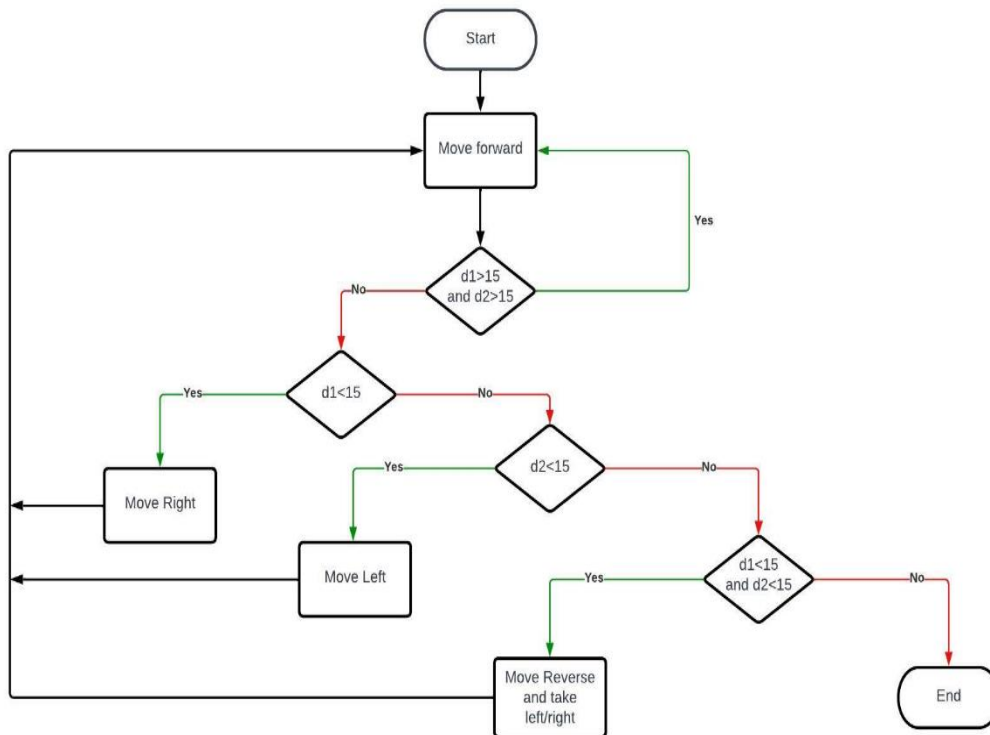 Start
Move forward
Yes
d1>15
and d2>15
No
d1<15
Yes
No
d2<15
Yes
No
Move Right
Move Left
d1<15
and d2<15
Yes
No
Move Reverse
and take
left/right
End